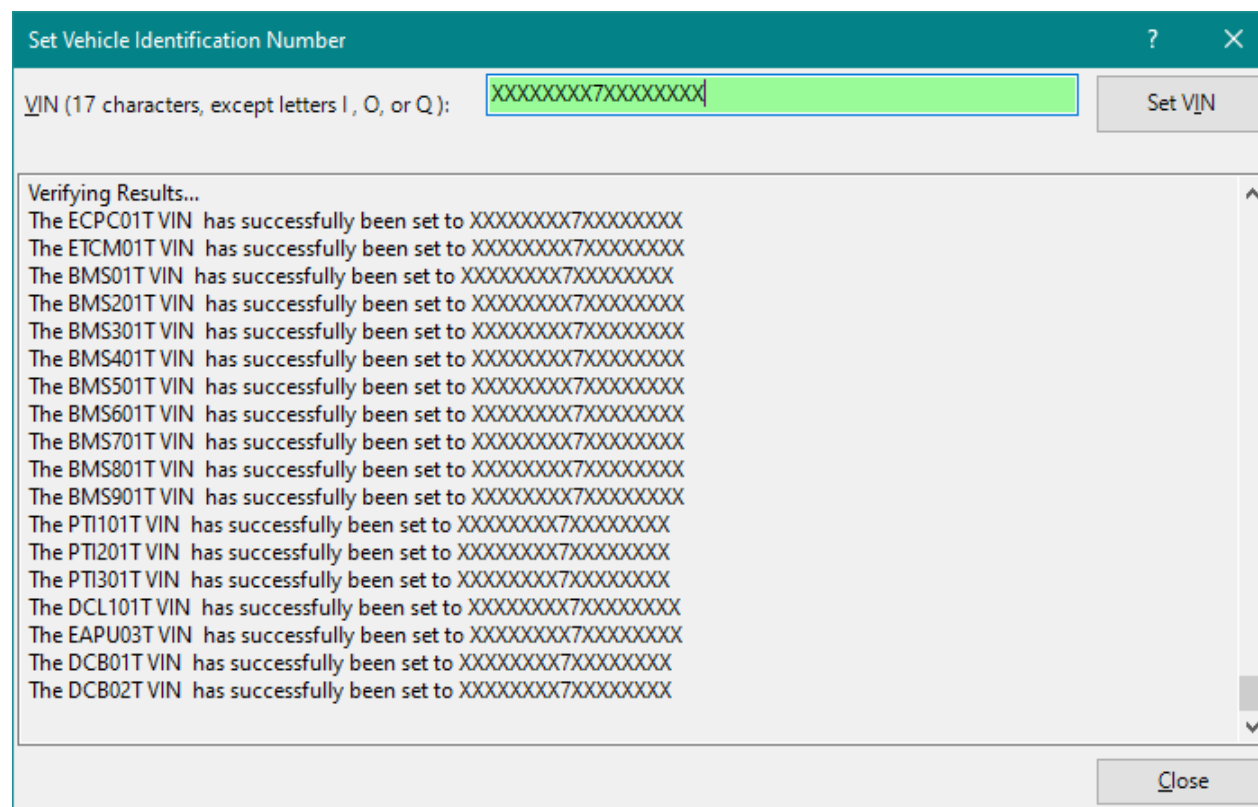 Set Vehicle Identification Number
VIN (17 characters, except letters I , O, or Q ):
XXXXXXXX7XXXXXXXX
Set VIN
Verifying Results...
The ECPC01T VIN  has successfully been set to XXXXXXXX7XXXXXXXX
The ETCM01T VIN  has successfully been set to XXXXXXXX7XXXXXXXX
The BMS01T VIN  has successfully been set to XXXXXXXX7XXXXXXXX
The BMS201T VIN  has successfully been set to XXXXXXXX7XXXXXXXX
The BMS301T VIN  has successfully been set to XXXXXXXX7XXXXXXXX
The BMS401T VIN  has successfully been set to XXXXXXXX7XXXXXXXX
The BMS501T VIN  has successfully been set to XXXXXXXX7XXXXXXXX
The BMS601T VIN  has successfully been set to XXXXXXXX7XXXXXXXX
The BMS701T VIN  has successfully been set to XXXXXXXX7XXXXXXXX
The BMS801T VIN  has successfully been set to XXXXXXXX7XXXXXXXX
The BMS901T VIN  has successfully been set to XXXXXXXX7XXXXXXXX
The PTI101T VIN  has successfully been set to XXXXXXXX7XXXXXXXX
The PTI201T VIN  has successfully been set to XXXXXXXX7XXXXXXXX
The PTI301T VIN  has successfully been set to XXXXXXXX7XXXXXXXX
The DCL101T VIN  has successfully been set to XXXXXXXX7XXXXXXXX
The EAPU03T VIN  has successfully been set to XXXXXXXX7XXXXXXXX
The DCB01T VIN  has successfully been set to XXXXXXXX7XXXXXXXX
The DCB02T VIN  has successfully been set to XXXXXXXX7XXXXXXXX
Close